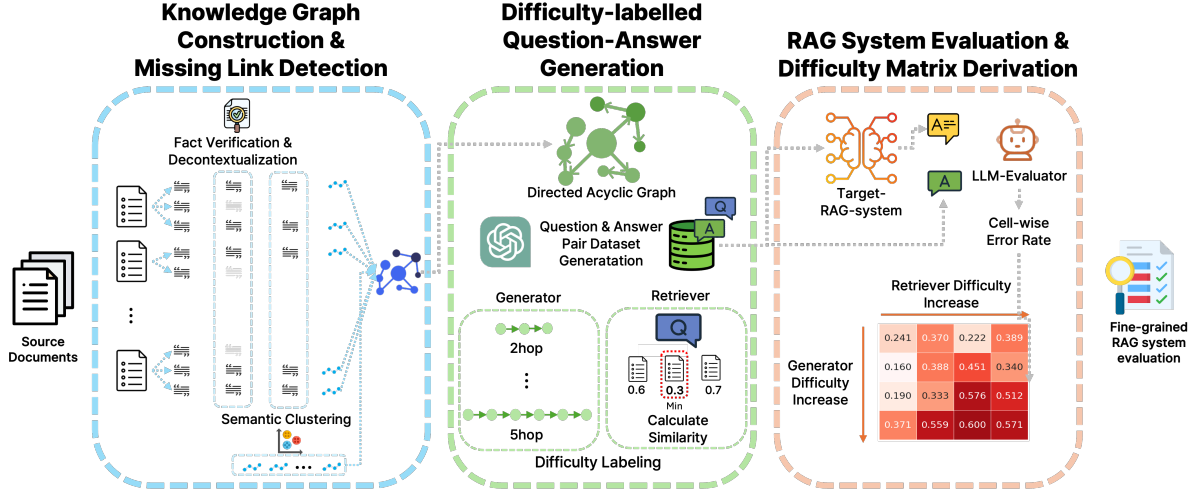 Knowledge Graph
Construction &
Missing Link Detection
Difficulty-labelled
Question-Answer
Generation
RAG System Evaluation &
Difficulty Matrix Derivation
Source
Documents
Fact Verification &
Decontextualization
Semantic Clustering
Directed Acyclic Graph
Question & Answer
Pair Dataset
Generatation
Q
A
Generator
2hop
5hop
Retriever
Q
0.6
0.3
0.7
Min
Calculate
Similarity
Difficulty Labeling
Target-
RAG-system
A
A
LLM-Evaluator
Cell-wise
Error Rate
Retriever Difficulty
Increase
Generator
Difficulty
Increase
0.241 0.370 0.222 0.389
0.160 0.388 0.451 0.340
0.190 0.333 0.576 0.512
0.371 0.559 0.600 0.571
Fine-grained
RAG system
evaluation